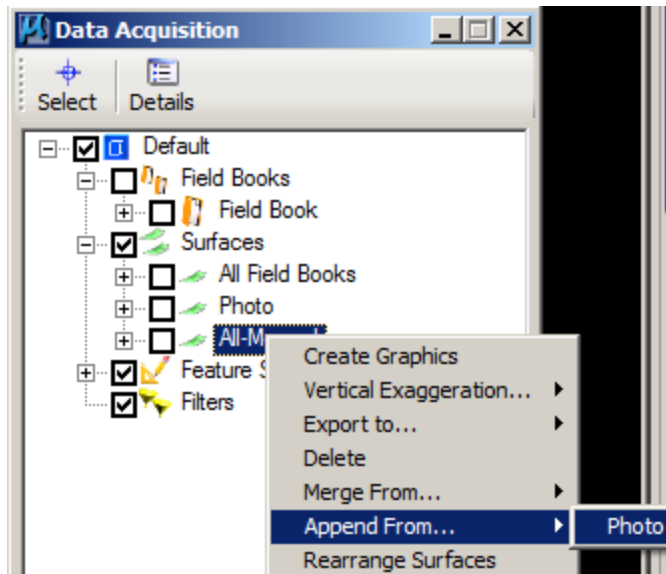 Data Acquisition
Select
Details
Default
Field Books
Field Book
Surfaces
All Field Books
Photo
Feature
Filters
Create Graphics
Vertical Exaggeration...
Export to...
Delete
Merge From...
Append From...
Photo
Rearrange Surfaces